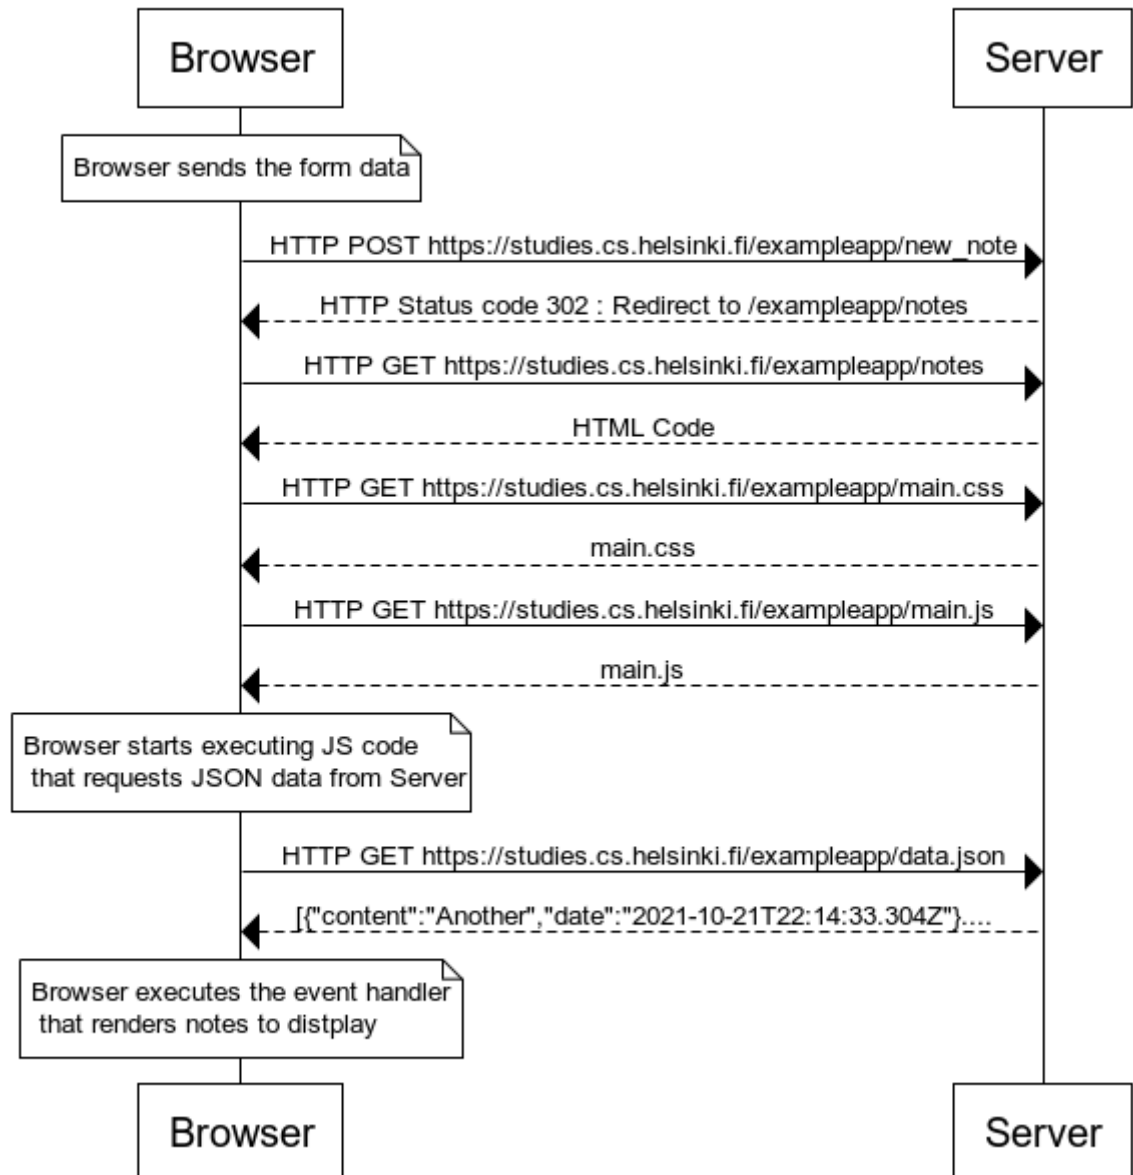 Browser
Server
Browser sends the form data
HTTP POST https://studies.cs.helsinki.fi/exampleapp/new_note
HTTP Status code 302 : Redirect to /exampleapp/notes
HTTP GET https://studies.cs.helsinki.fi/exampleapp/notes
HTML Code
HTTP GET https://studies.cs.helsinki.fi/exampleapp/main.css
main.css
HTTP GET https://studies.cs.helsinki.fi/exampleapp/main.js
main.js
Browser starts executing JS code
that requests JSON data from Server
HTTP GET https://studies.cs.helsinki.fi/exampleapp/data.json
[{"content":"Another","date":"2021-10-21T22:14:33.304Z"}....
Browser executes the event handler
that renders notes to distplay
Browser
Server